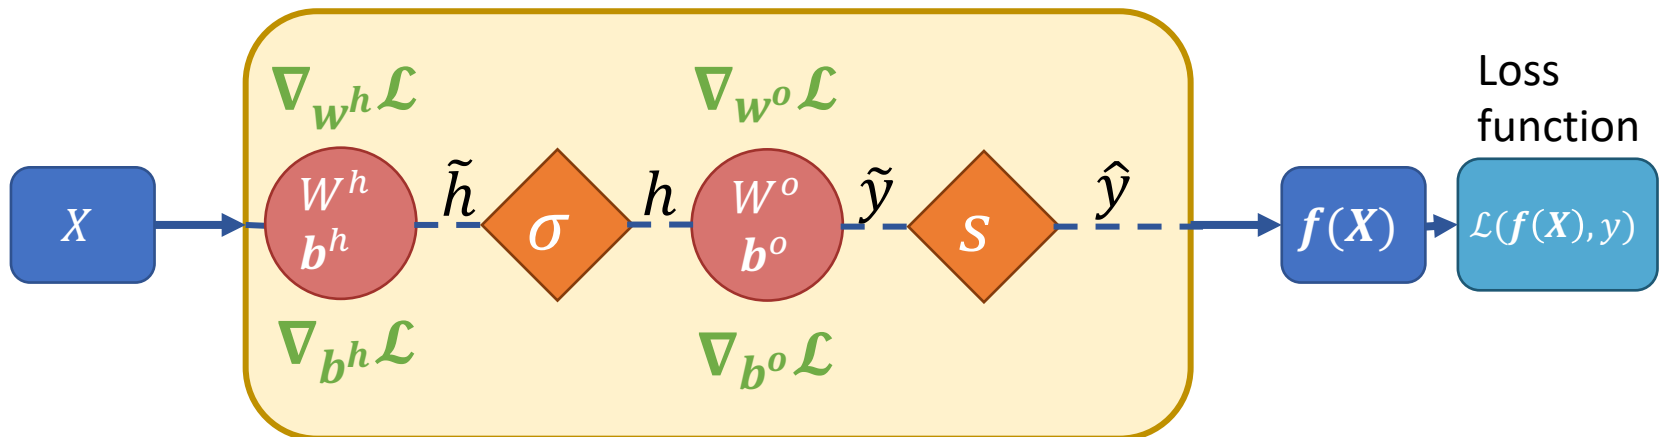 X
∇_{w^h}ℒ
W^h
b^h
∇_{b^h}ℒ
h̃
σ
h
∇_{w^o}ℒ
W^o
b^o
∇_{b^o}ℒ
ỹ
s
ŷ
f(X)
Loss
function
ℒ(f(X), y)